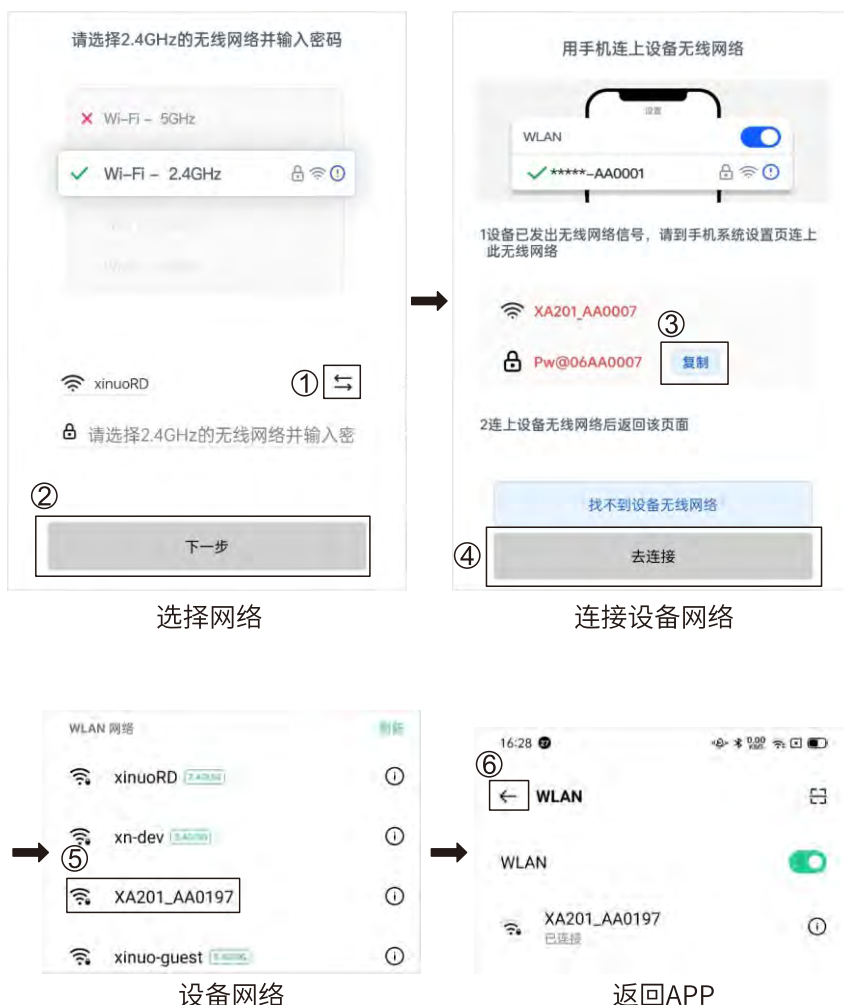 请选择2.4GHz的无线网络并输入密码
Wi-Fi - 5GHz
Wi-Fi - 2.4GHz
xinuoRD
①
请选择2.4GHz的无线网络并输入密
②
下一步
选择网络
用手机连上设备无线网络
设置
WLAN
*****-AA0001
1设备已发出无线网络信号，请到手机系统设置页连上
此无线网络
XA201_AA0007
③
Pw@06AA0007
复制
2连上设备无线网络后返回该页面
找不到设备无线网络
④
去连接
连接设备网络
WLAN 网络
刷新
xinuoRD
xn-dev
⑤
XA201_AA0197
xinuo-guest
设备网络
16:28
0.00
⑥
WLAN
WLAN
XA201_AA0197
已连接
返回APP